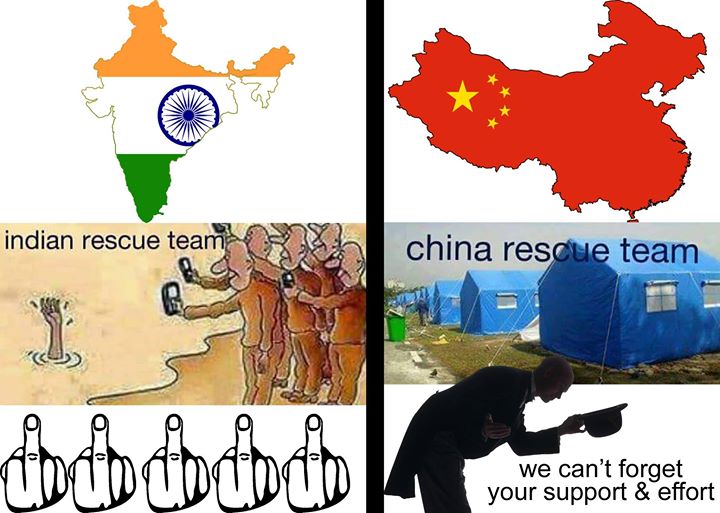 indian rescue team
china rescue team
we can't forget
your support & effort